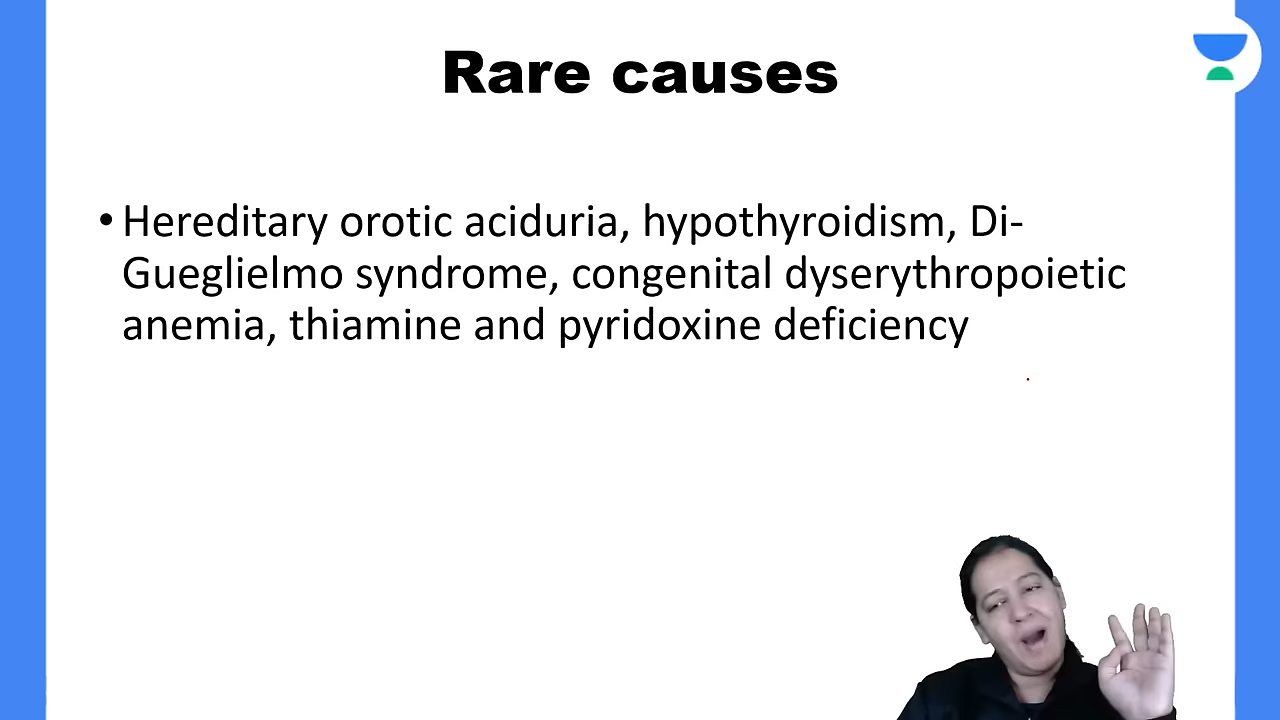 Rare causes
• Hereditary orotic aciduria, hypothyroidism, Di-
Gueglielmo syndrome, congenital dyserythropoietic
anemia, thiamine and pyridoxine deficiency